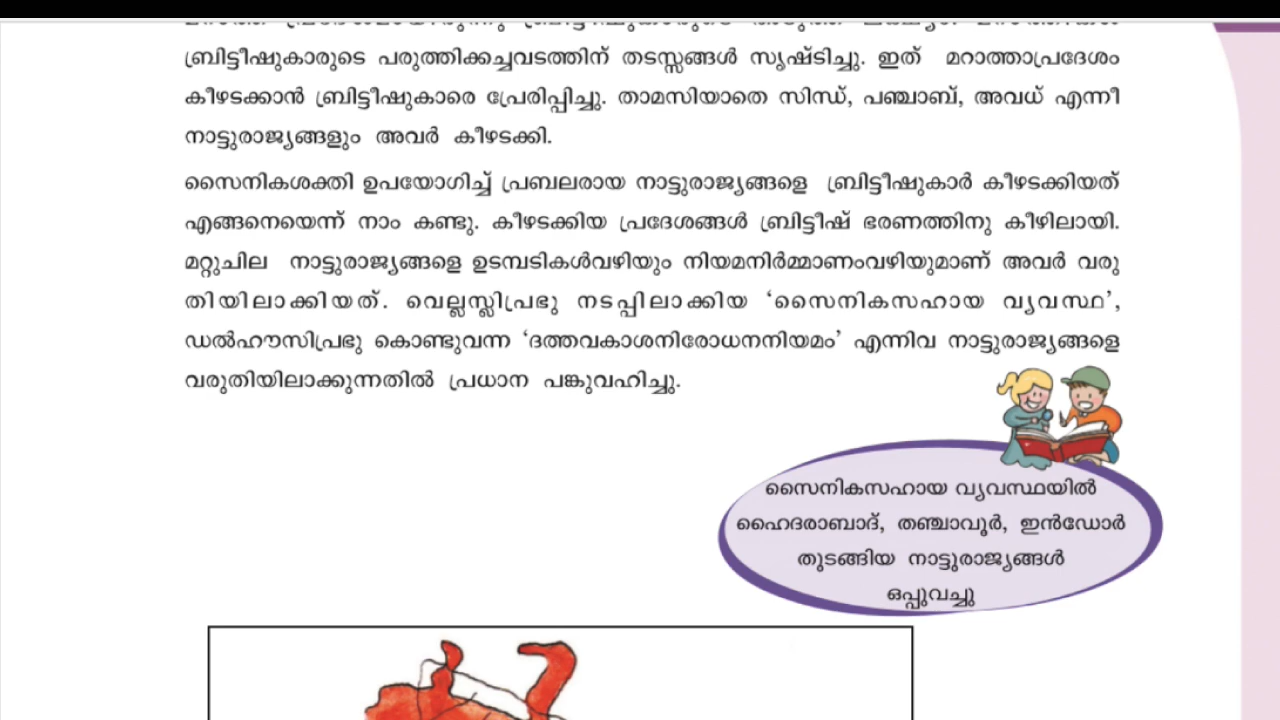 ബ്രിട്ടീഷുകാരുടെ പരുത്തിക്കച്ചവടത്തിന് തടസ്സങ്ങൾ സൃഷ്ടിച്ചു. ഇത് മറാത്താപ്രദേശം
കീഴടക്കാൻ ബ്രിട്ടീഷുകാരെ പ്രേരിപ്പിച്ചു. താമസിയാതെ സിന്ധ്, പഞ്ചാബ്, അവധ് എന്നീ
നാട്ടുരാജ്യങ്ങളും അവർ കീഴടക്കി.
സൈനികശക്തി ഉപയോഗിച്ച് പ്രബലരായ നാട്ടുരാജ്യങ്ങളെ ബ്രിട്ടീഷുകാർ കീഴടക്കിയത്
എങ്ങനെയെന്ന് നാം കണ്ടു. കീഴടക്കിയ പ്രദേശങ്ങൾ ബ്രിട്ടീഷ് ഭരണത്തിനു കീഴിലായി.
മറ്റുചില നാട്ടുരാജ്യങ്ങളെ ഉടമ്പടികൾവഴിയും നിയമനിർമ്മാണംവഴിയുമാണ് അവർ വരു
തിയിലാക്കിയത്. വെല്ലസ്ലിപ്രഭു നടപ്പിലാക്കിയ ‘സൈനികസഹായ വ്യവസ്ഥ’,
ഡൽഹൗസിപ്രഭു കൊണ്ടുവന്ന ‘ദത്തവകാശനിരോധനനിയമം’ എന്നിവ നാട്ടുരാജ്യങ്ങളെ
വരുതിയിലാക്കുന്നതിൽ പ്രധാന പങ്കുവഹിച്ചു.
സൈനികസഹായ വ്യവസ്ഥയിൽ
ഹൈദരാബാദ്, തഞ്ചാവൂർ, ഇൻഡോർ
തുടങ്ങിയ നാട്ടുരാജ്യങ്ങൾ
ഒപ്പുവച്ചു